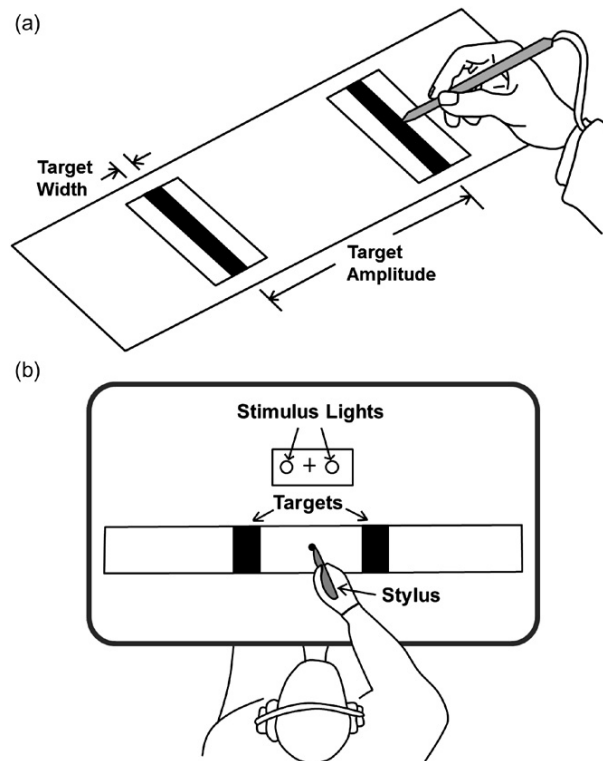 (a)
Target
Width
Target
Amplitude
(b)
Stimulus Lights
+
Targets
Stylus